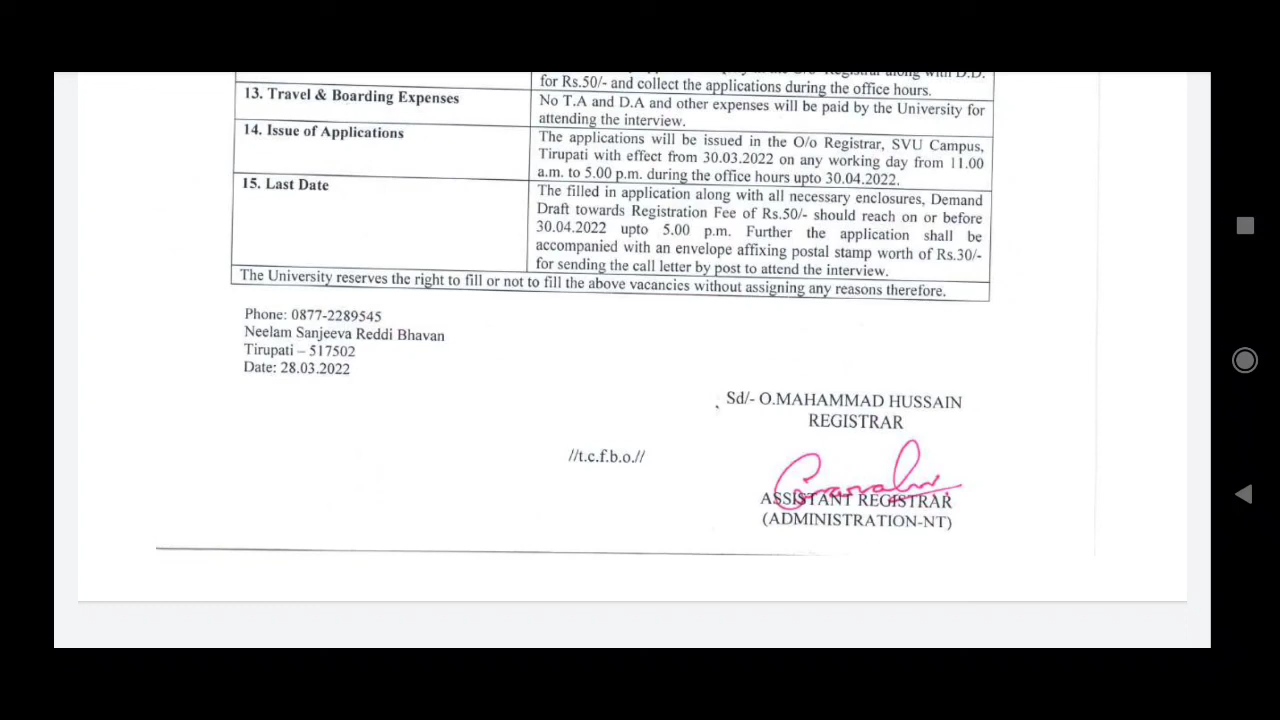 for Rs.50/- and collect the applications during the office hours.
13. Travel & Boarding Expenses
No T.A and D.A and other expenses will be paid by the University for
attending the interview.
14. Issue of Applications
The applications will be issued in the O/o Registrar, SVU Campus,
Tirupati with effect from 30.03.2022 on any working day from 11.00
a.m. to 5.00 p.m. during the office hours upto 30.04.2022.
15. Last Date
The filled in application along with all necessary enclosures, Demand
Draft towards Registration Fee of Rs.50/- should reach on or before
30.04.2022 upto 5.00 p.m. Further the application shall be
accompanied with an envelope affixing postal stamp worth of Rs.30/-
for sending the call letter by post to attend the interview.
The University reserves the right to fill or not to fill the above vacancies without assigning any reasons therefore.
Phone: 0877-2289545
Neelam Sanjeeva Reddi Bhavan
Tirupati – 517502
Date: 28.03.2022
Sd/- O.MAHAMMAD HUSSAIN
REGISTRAR
//t.c.f.b.o.//
ASSISTANT REGISTRAR
(ADMINISTRATION-NT)